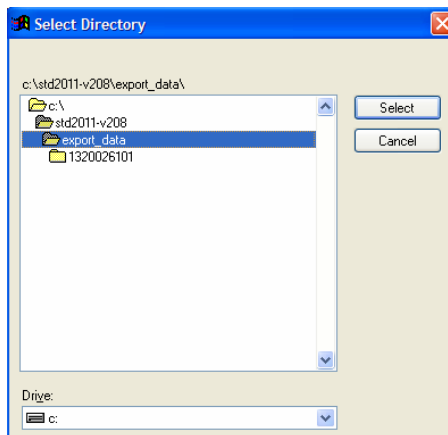 Select Directory
c:\std2011-v208\export_data\
c:\
std2011-v208
export_data
1320026101
Select
Cancel
Drive:
c: